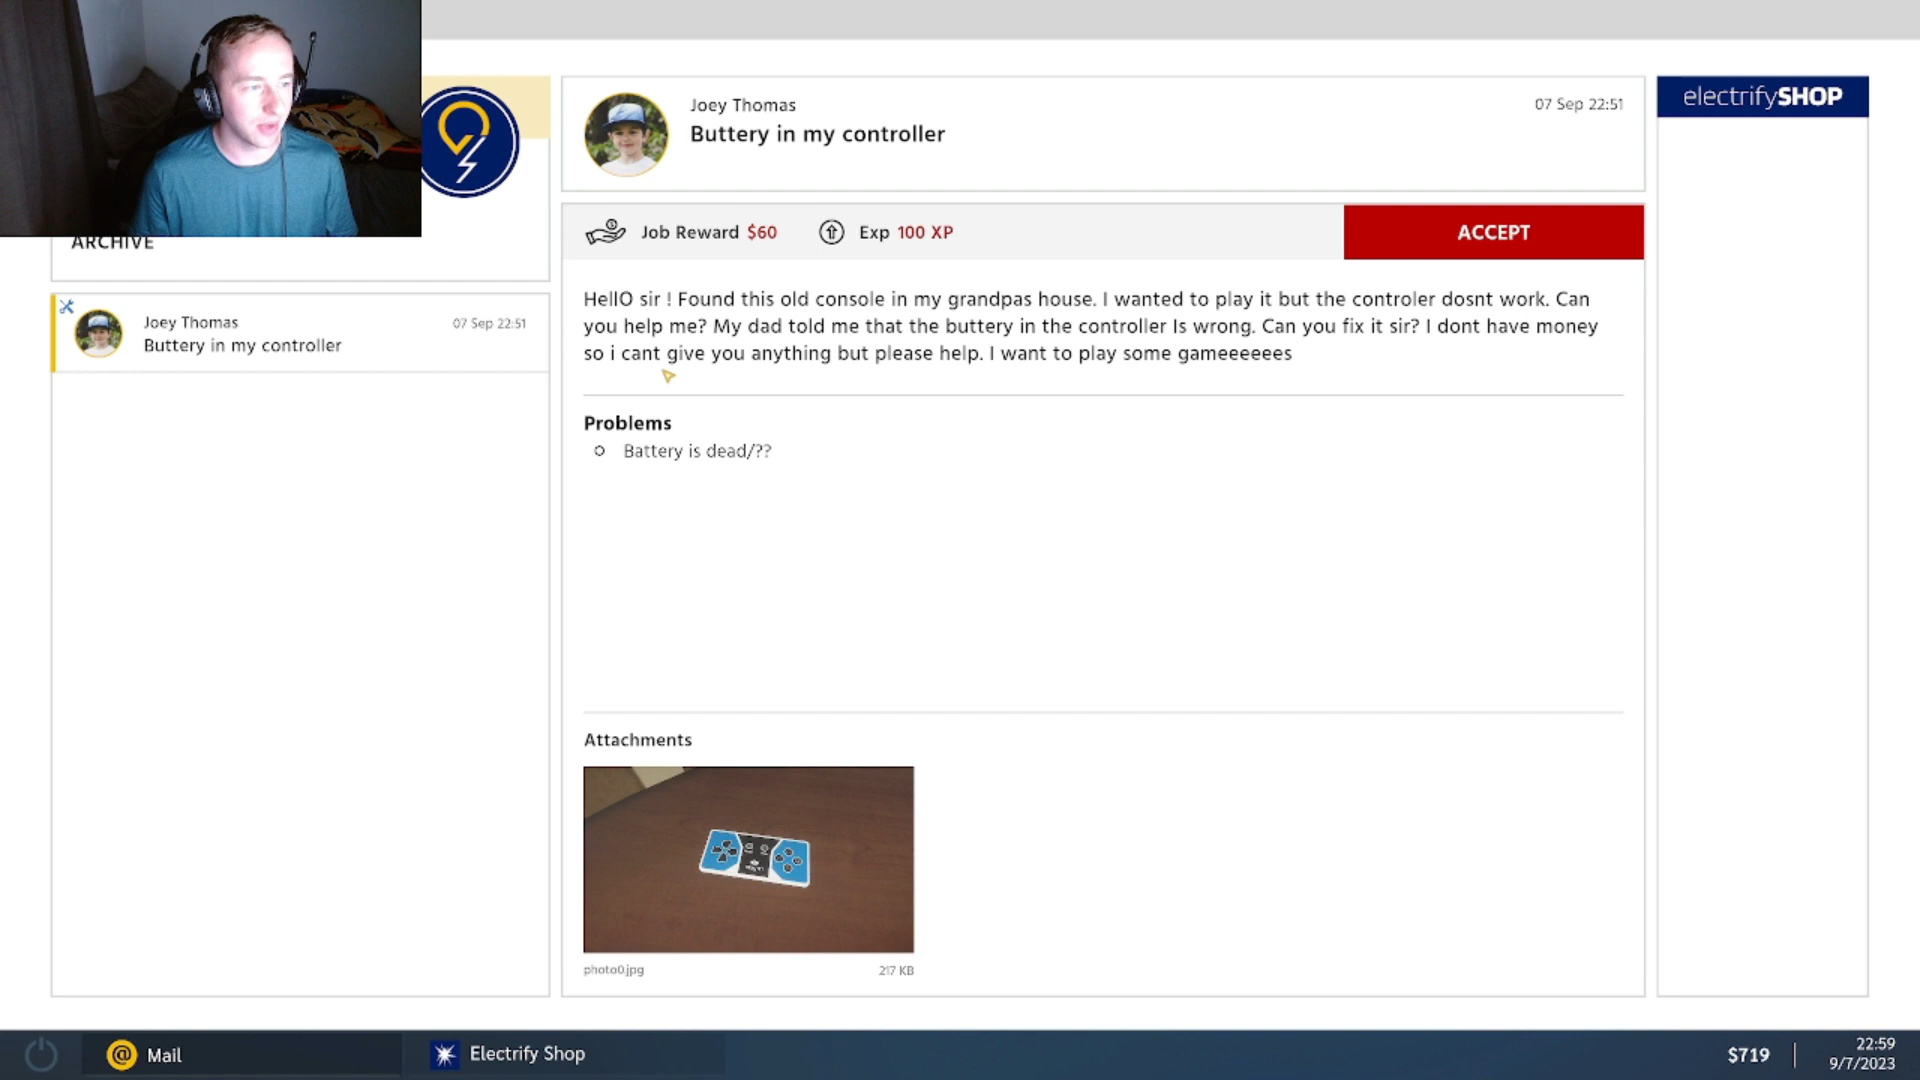 ARCHIVE
Joey Thomas
07 Sep 22:51
Buttery in my controller
Joey Thomas
07 Sep 22:51
Buttery in my controller
Job Reward $60
Exp 100 XP
ACCEPT
HellO sir ! Found this old console in my grandpas house. I wanted to play it but the controler dosnt work. Can
you help me? My dad told me that the buttery in the controller Is wrong. Can you fix it sir? I dont have money
so i cant give you anything but please help. I want to play some gameeeeees
Problems
Battery is dead/??
Attachments
photo0.jpg
217 KB
electrifySHOP
Mail
Electrify Shop
$719
22:59
9/7/2023